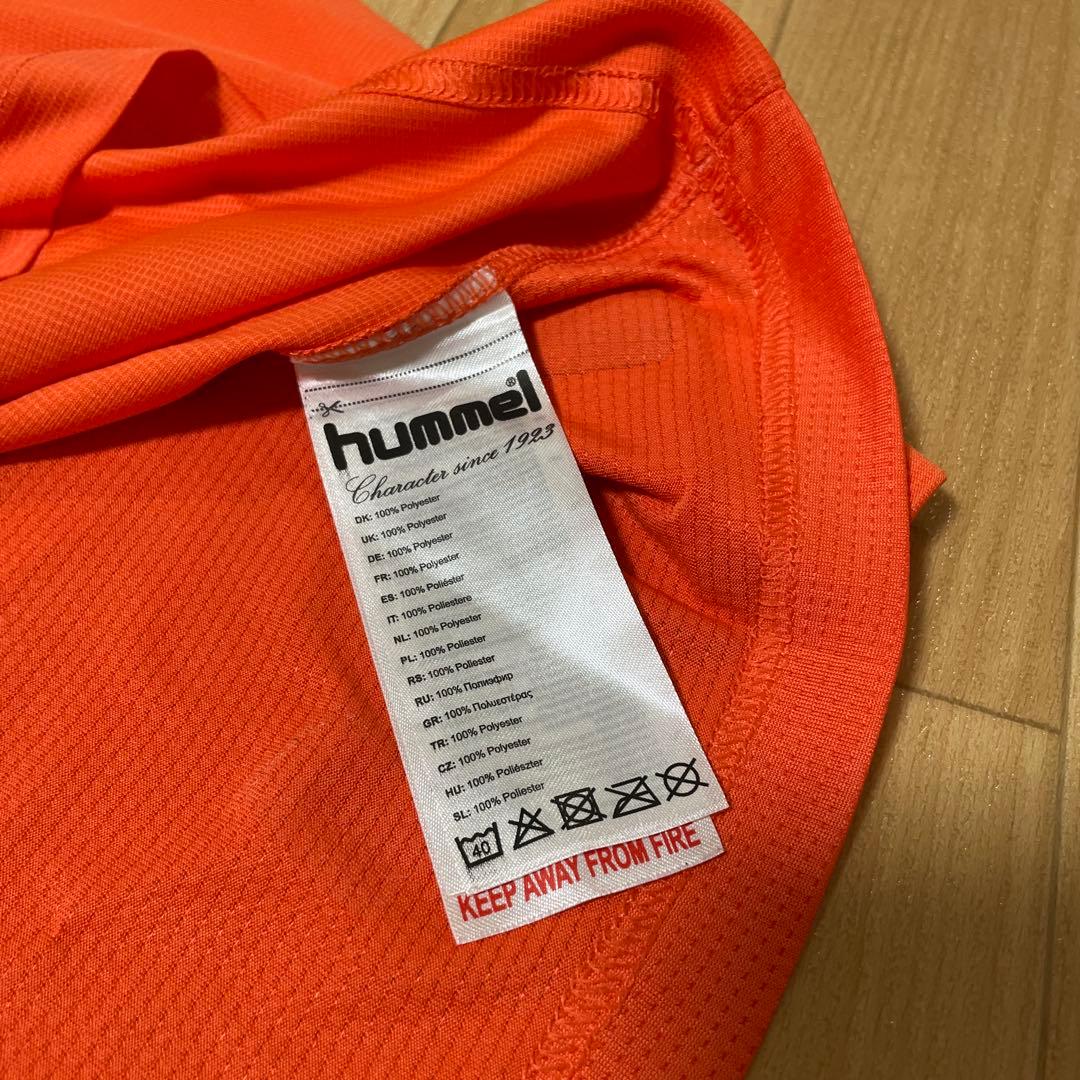 hummel®
Character since 1923
DK: 100% Polyester
UK: 100% Polyester
DE: 100% Polyester
FR: 100% Polyester
ES: 100% Poliéster
IT: 100% Poliestere
NL: 100% Polyester
PL: 100% Poliester
RS: 100% Poliester
RU: 100% Полиэфир
GR: 100% Πολυεστέρας
TR: 100% Polyester
CZ: 100% Polyester
HU: 100% Poliészter
SL: 100% Poliester
40
KEEP AWAY FROM FIRE